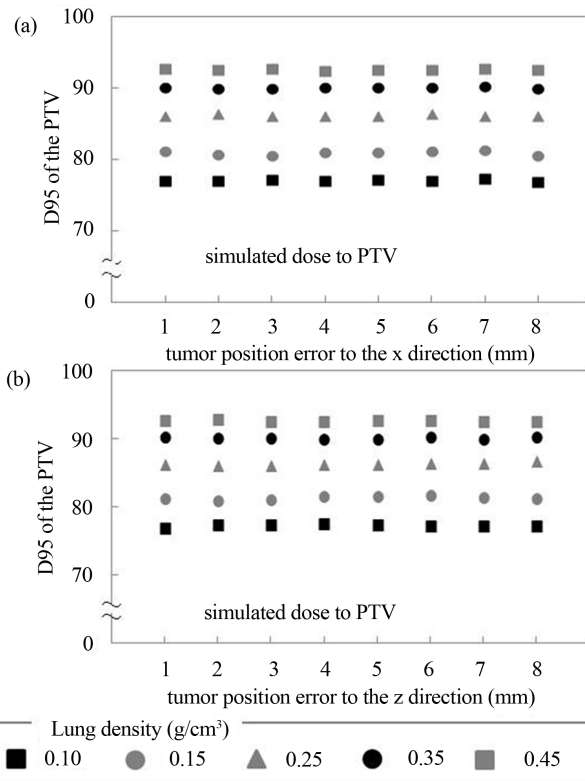 (a)
100
90
80
70
0
D95 of the PTV
simulated dose to PTV
1 2 3 4 5 6 7 8
tumor position error to the x direction (mm)
(b)
100
90
80
70
0
D95 of the PTV
simulated dose to PTV
1 2 3 4 5 6 7 8
tumor position error to the z direction (mm)
Lung density (g/cm³)
0.10 0.15 0.25 0.35 0.45